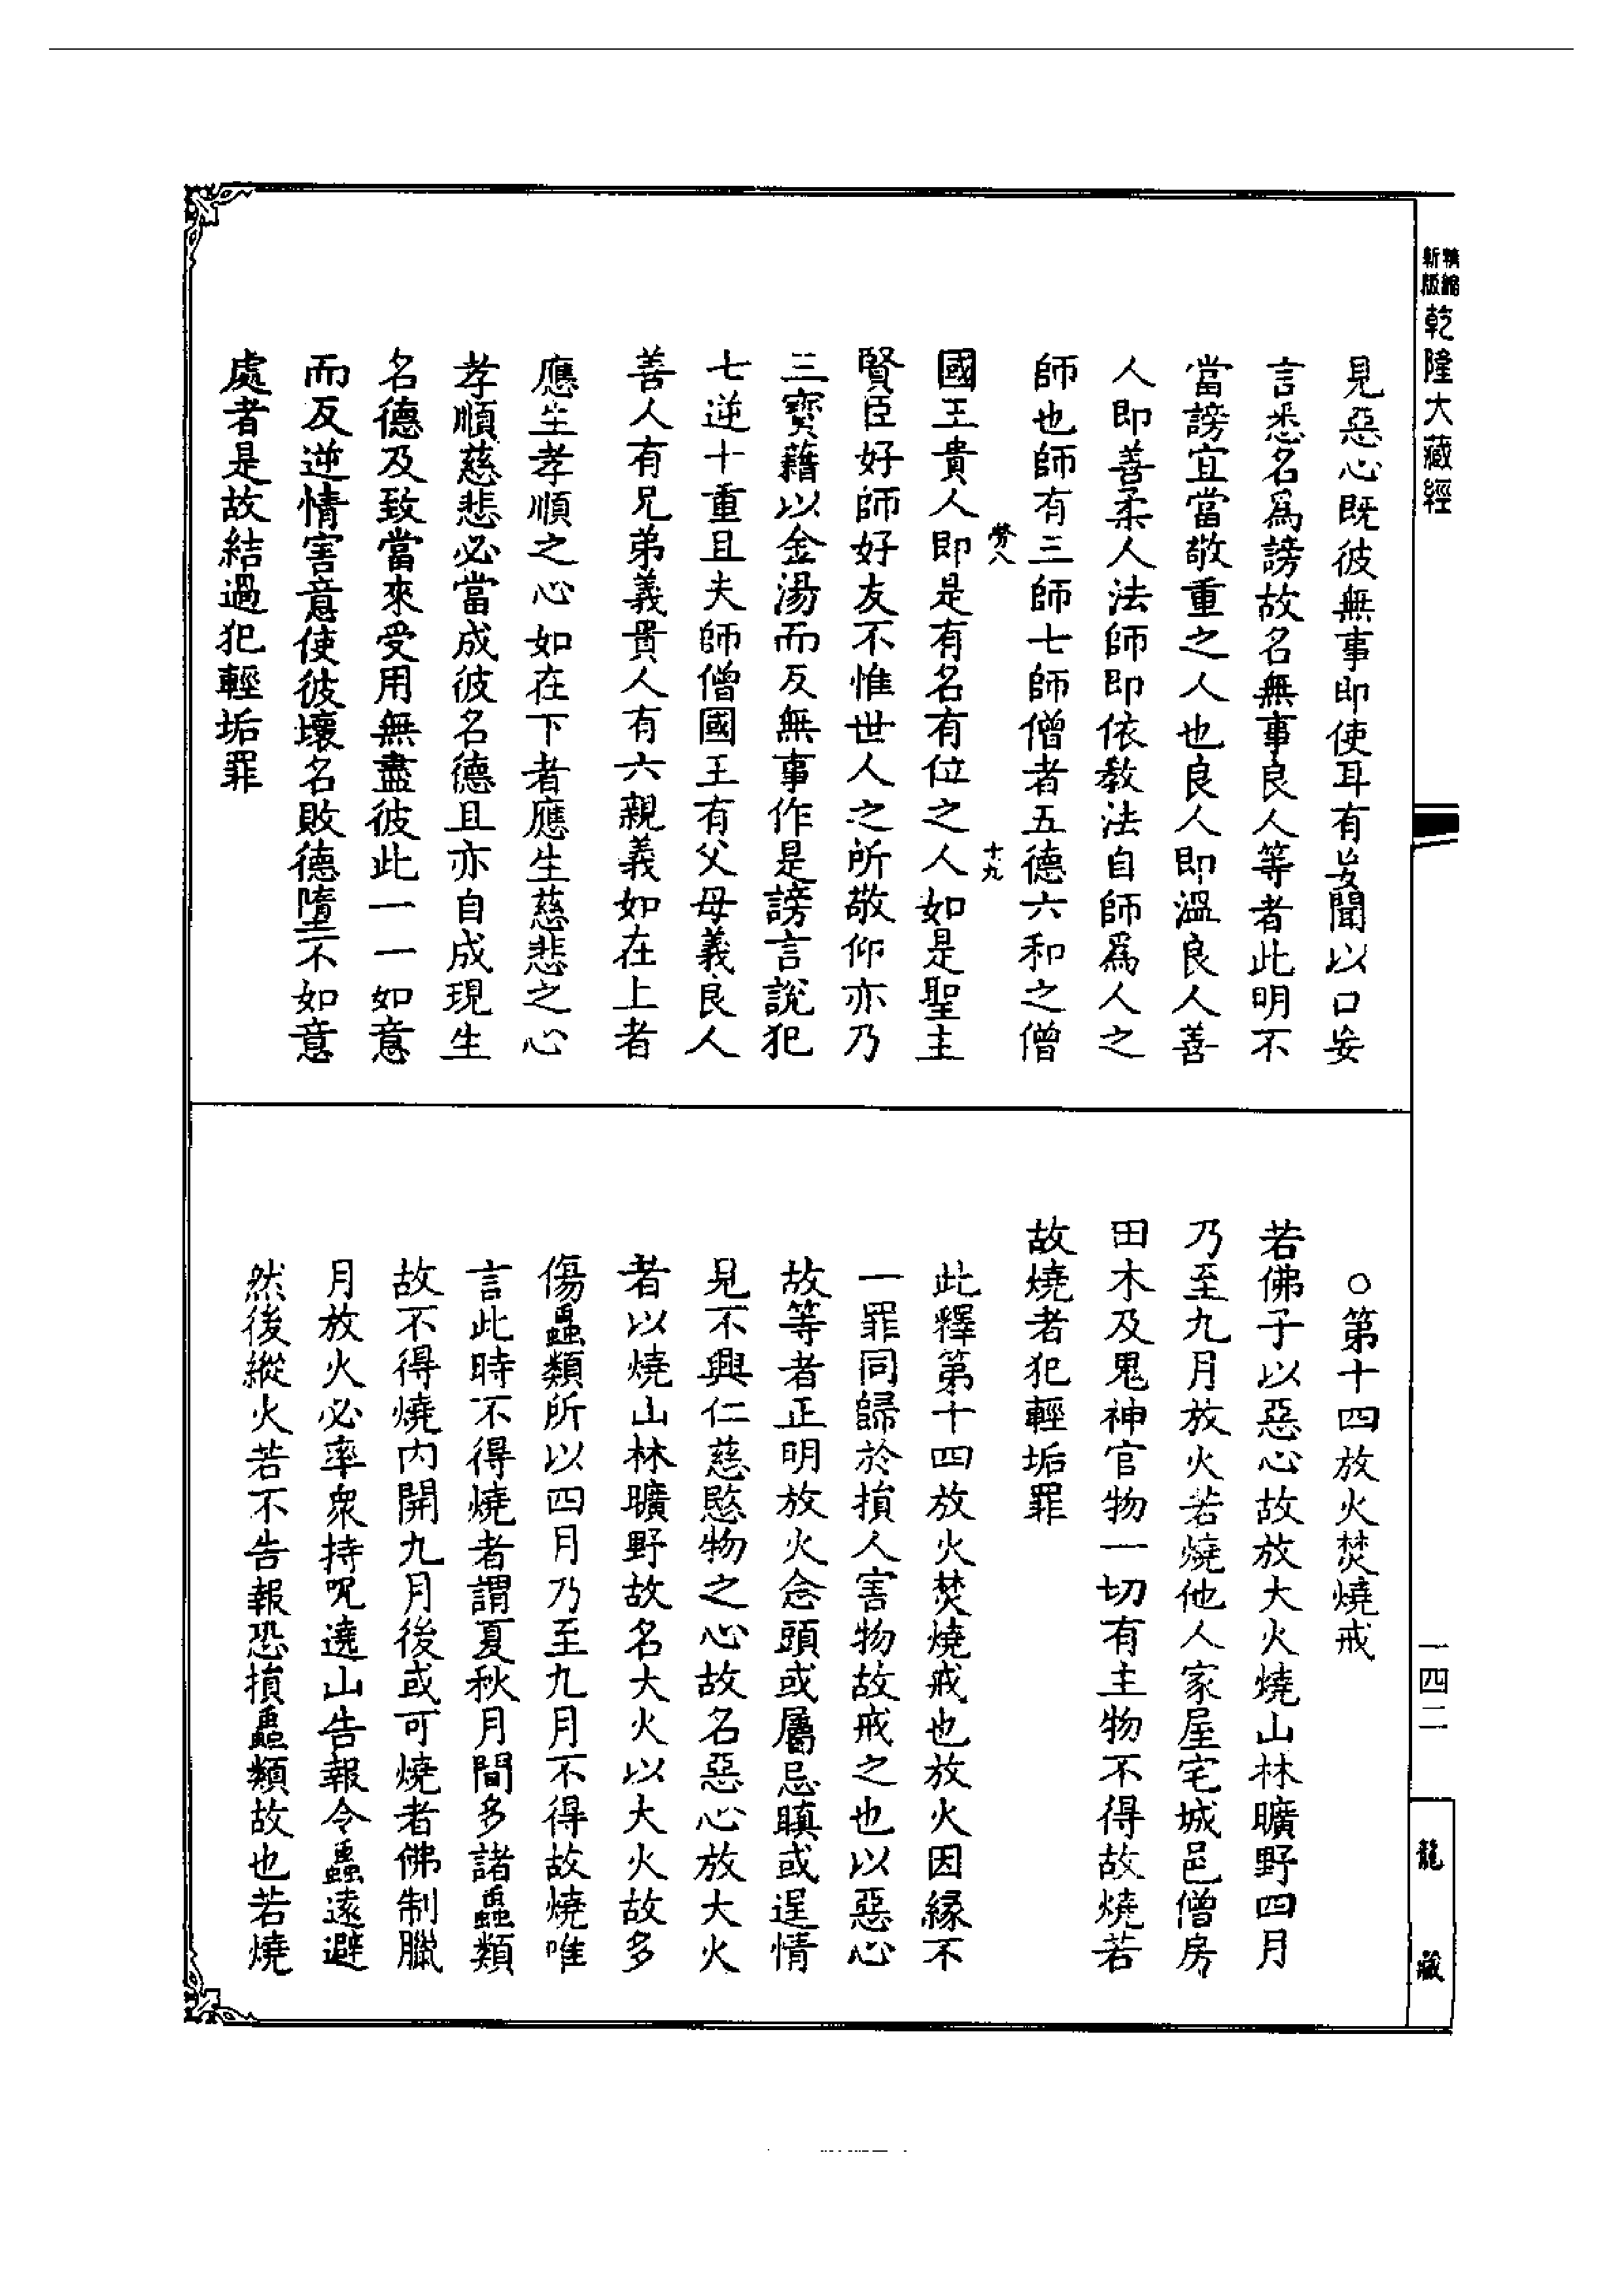 精縮新版乾隆大藏經
見惡心既彼無事即使耳有妄聞以口妄
言悉名爲謗故名無事良人等者此明不
當謗宜當敬重之人也良人即溫良人善
人即善柔人法師即依教法自師爲人之
師也師有三師七師僧者五德六和之僧
勞八
十九
國王貴人即是有名有位之人如是聖主
賢臣好師好友不惟世人之所敬仰亦乃
三寶藉以金湯而反無事作是謗言說犯
七逆十重且夫師僧國王有父母義良人
善人有兄弟義貴人有六親義如在上者
應生孝順之心如在下者應生慈悲之心
孝順慈悲必當成彼名德且亦自成現生
名德及致當來受用無盡彼此一一如意
而反逆情害意使彼壞名敗德墮不如意
處者是故結過犯輕垢罪
○第十四放火焚燒戒
若佛子以惡心故放大火燒山林曠野四月
乃至九月放火若燒他人家屋宅城邑僧房
田木及鬼神官物一切有主物不得故燒若
故燒者犯輕垢罪
此釋第十四放火焚燒戒也放火因緣不
一罪同歸於損人害物故戒之也以惡心
故等者正明放火念頭或屬忌瞋或逞情
見不興仁慈愍物之心故名惡心放大火
者以燒山林曠野故名大火以大火故多
傷蟲類所以四月乃至九月不得故燒唯
言此時不得燒者謂夏秋月間多諸蟲類
故不得燒內開九月後或可燒者佛制臘
月放火必率衆持呪遶山告報令蟲遠避
然後縱火若不告報恐損蟲類故也若燒
一四二
龍藏